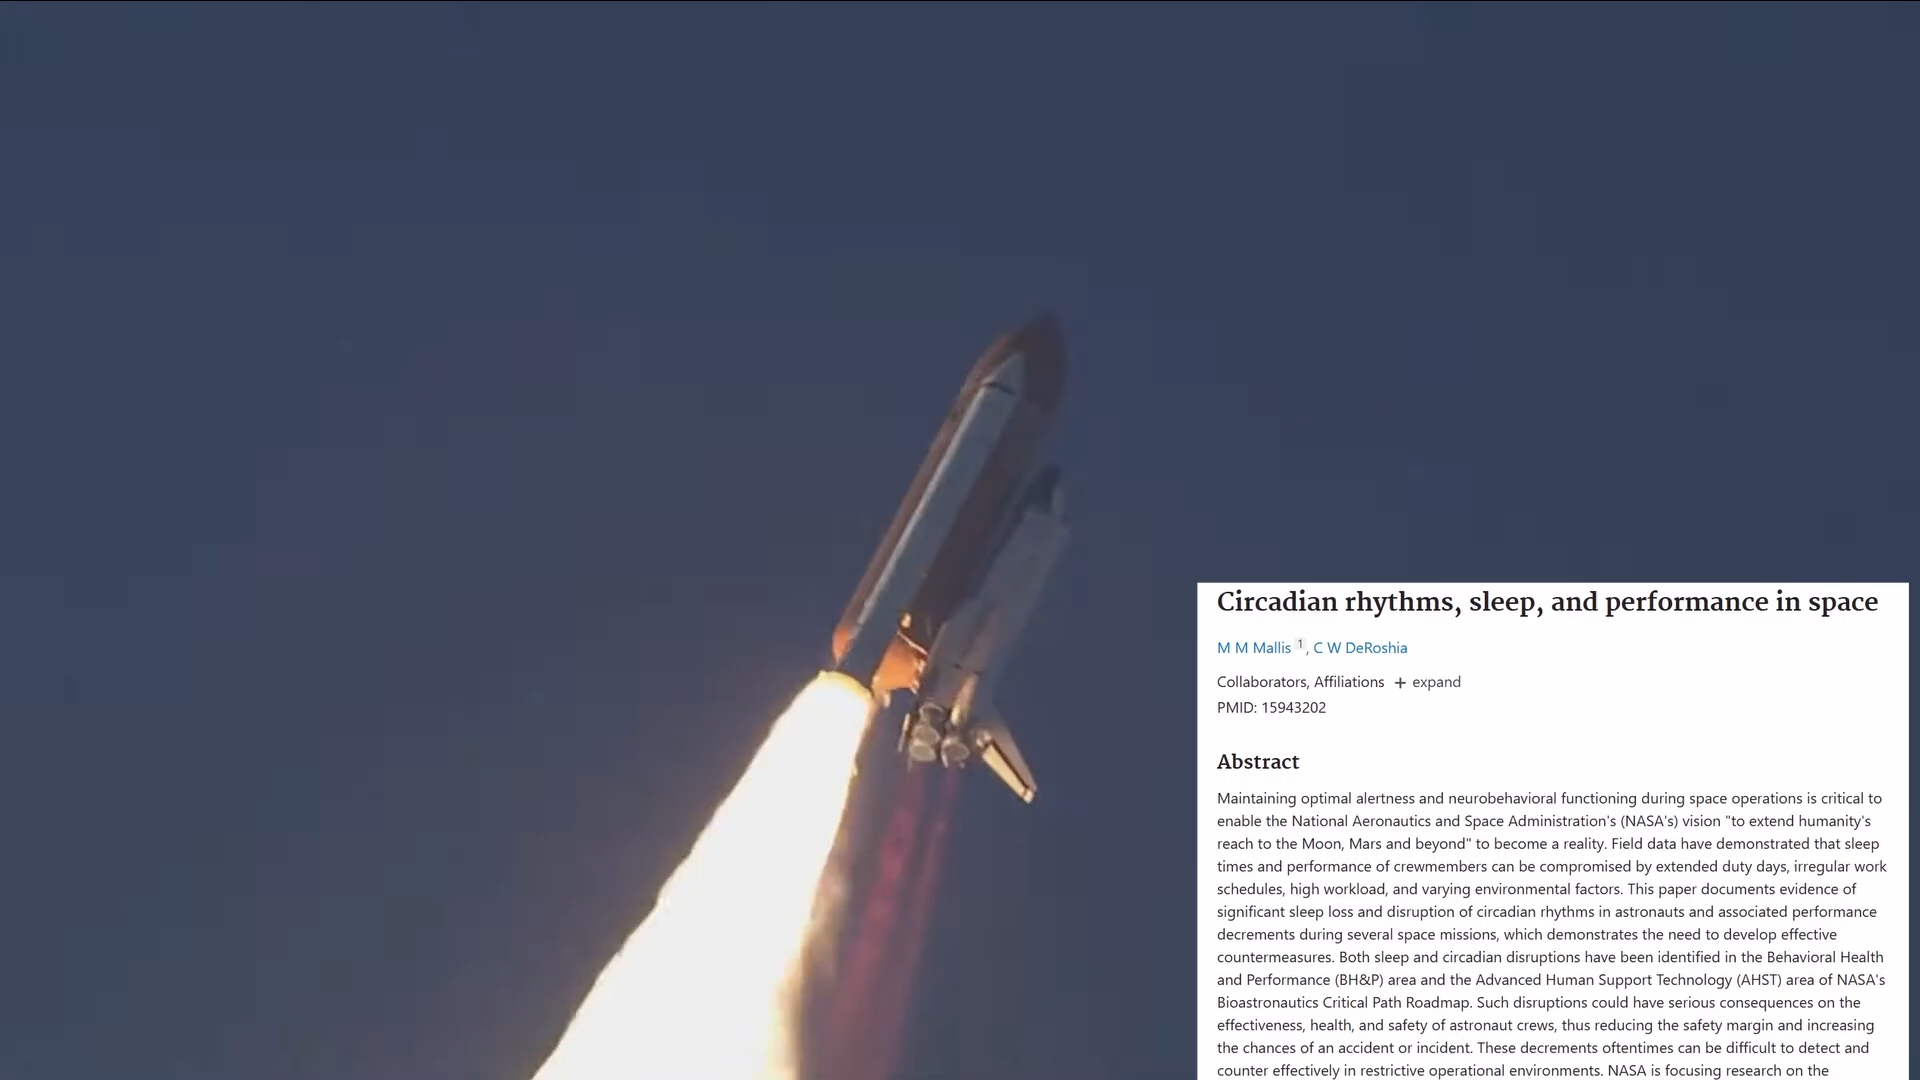 Circadian rhythms, sleep, and performance in space
M M Mallis 1, C W DeRoshia
Collaborators, Affiliations + expand
PMID: 15943202
Abstract
Maintaining optimal alertness and neurobehavioral functioning during space operations is critical to
enable the National Aeronautics and Space Administration's (NASA's) vision "to extend humanity's
reach to the Moon, Mars and beyond" to become a reality. Field data have demonstrated that sleep
times and performance of crewmembers can be compromised by extended duty days, irregular work
schedules, high workload, and varying environmental factors. This paper documents evidence of
significant sleep loss and disruption of circadian rhythms in astronauts and associated performance
decrements during several space missions, which demonstrates the need to develop effective
countermeasures. Both sleep and circadian disruptions have been identified in the Behavioral Health
and Performance (BH&P) area and the Advanced Human Support Technology (AHST) area of NASA's
Bioastronautics Critical Path Roadmap. Such disruptions could have serious consequences on the
effectiveness, health, and safety of astronaut crews, thus reducing the safety margin and increasing
the chances of an accident or incident. These decrements oftentimes can be difficult to detect and
counter effectively in restrictive operational environments. NASA is focusing research on the